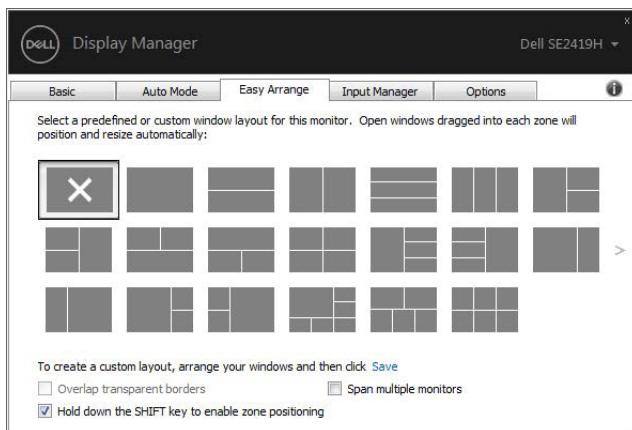 x
DELL Display Manager Dell SE2419H
Basic Auto Mode Easy Arrange Input Manager Options
Select a predefined or custom window layout for this monitor. Open windows dragged into each zone will
position and resize automatically:
To create a custom layout, arrange your windows and then click Save
Overlap transparent borders Span multiple monitors
Hold down the SHIFT key to enable zone positioning